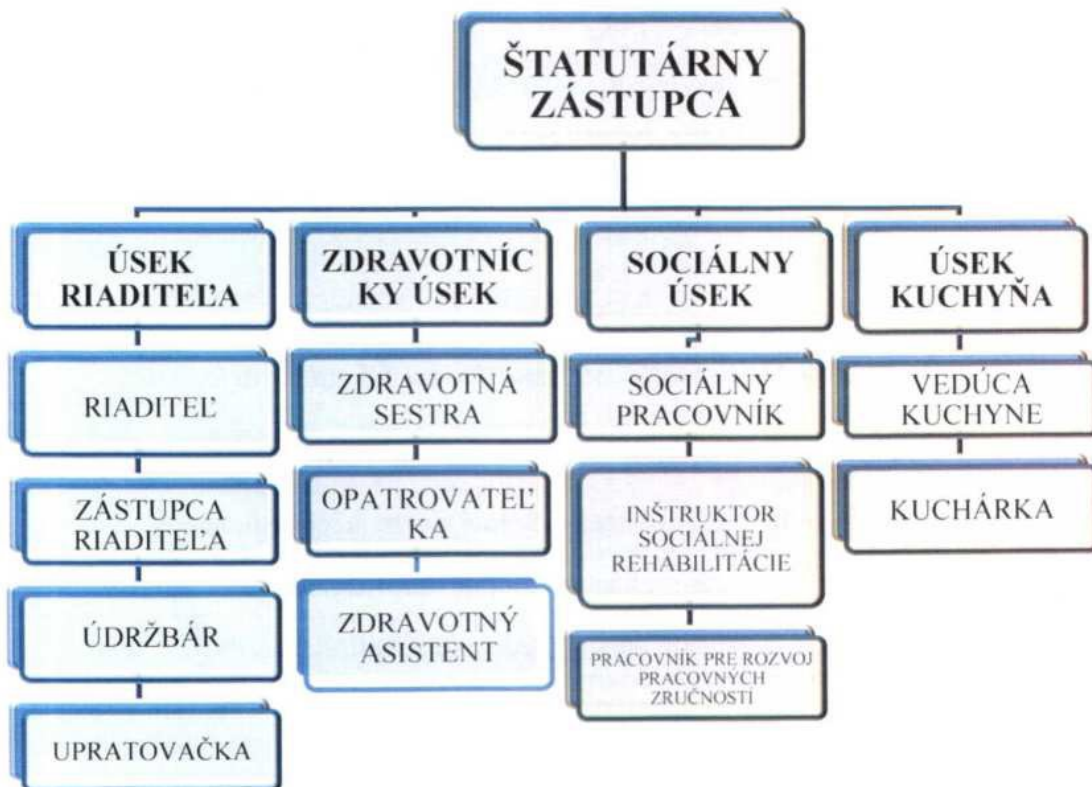 ŠTATUTÁRNY
ZÁSTUPCA
ÚSEK
RIADITEĽA
RIADITEĽ
ZÁSTUPCA
RIADITEĽA
ÚDRŽBÁR
UPRATOVAČKA
ZDRAVOTNÍC
KY ÚSEK
ZDRAVOTNÁ
SESTRA
OPATROVATEĽ
KA
ZDRAVOTNÝ
ASISTENT
SOCIÁLNY
ÚSEK
SOCIÁLNY
PRACOVNÍK
INŠTRUKTOR
SOCIÁLNEJ
REHABILITÁCIE
PRACOVNÍK PRE ROZVOJ
PRACOVNÝCH
ZRUČNOSTÍ
ÚSEK
KUCHYŇA
VEDÚCA
KUCHYNE
KUCHÁRKA